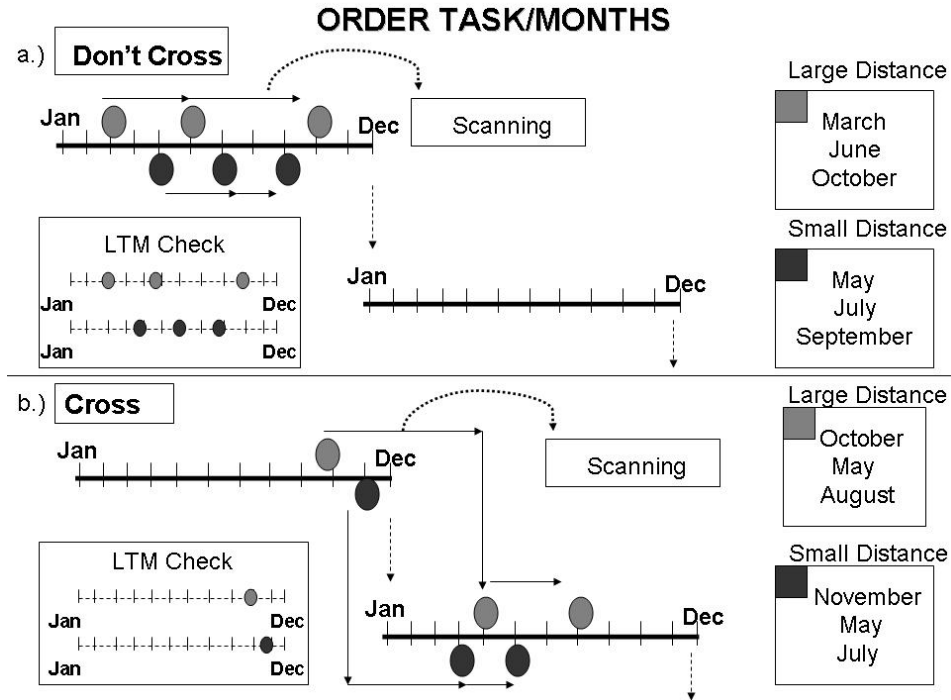 ORDER TASK/MONTHS
a.) Don't Cross
Jan
Dec
Scanning
Large Distance
March
June
October
LTM Check
Jan
Dec
Jan
Dec
Jan
Dec
Small Distance
May
July
September
b.) Cross
Jan
Dec
Scanning
Large Distance
October
May
August
LTM Check
Jan
Dec
Jan
Dec
Jan
Dec
Small Distance
November
May
July